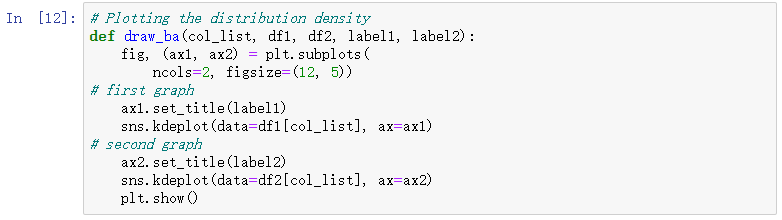 In [12]: # Plotting the distribution density
def draw_ba(col_list, df1, df2, label1, label2):
    fig, (ax1, ax2) = plt.subplots(
        ncols=2, figsize=(12, 5))
# first graph
    ax1.set_title(label1)
    sns.kdeplot(data=df1[col_list], ax=ax1)
# second graph
    ax2.set_title(label2)
    sns.kdeplot(data=df2[col_list], ax=ax2)
    plt.show()